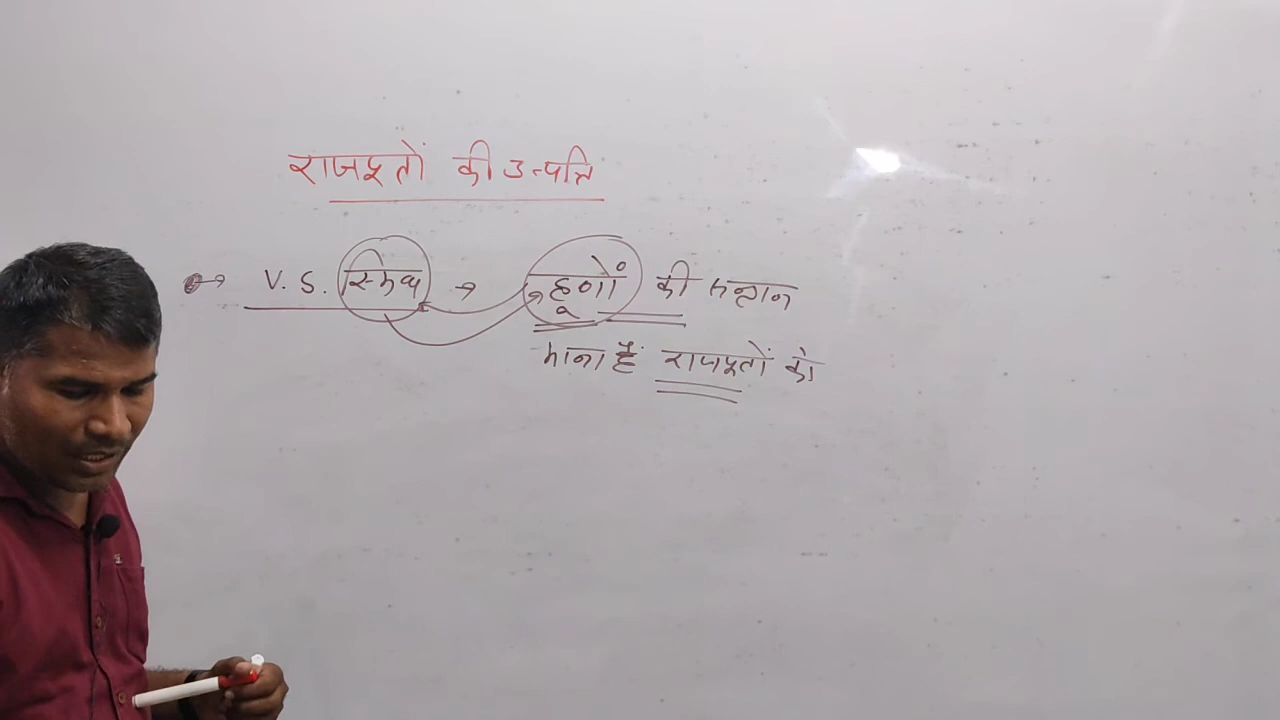 राजपूतों की उत्पत्ति
→ V. S. स्मिथ → हूणों की सन्तान
माना हैं राजपूतों को